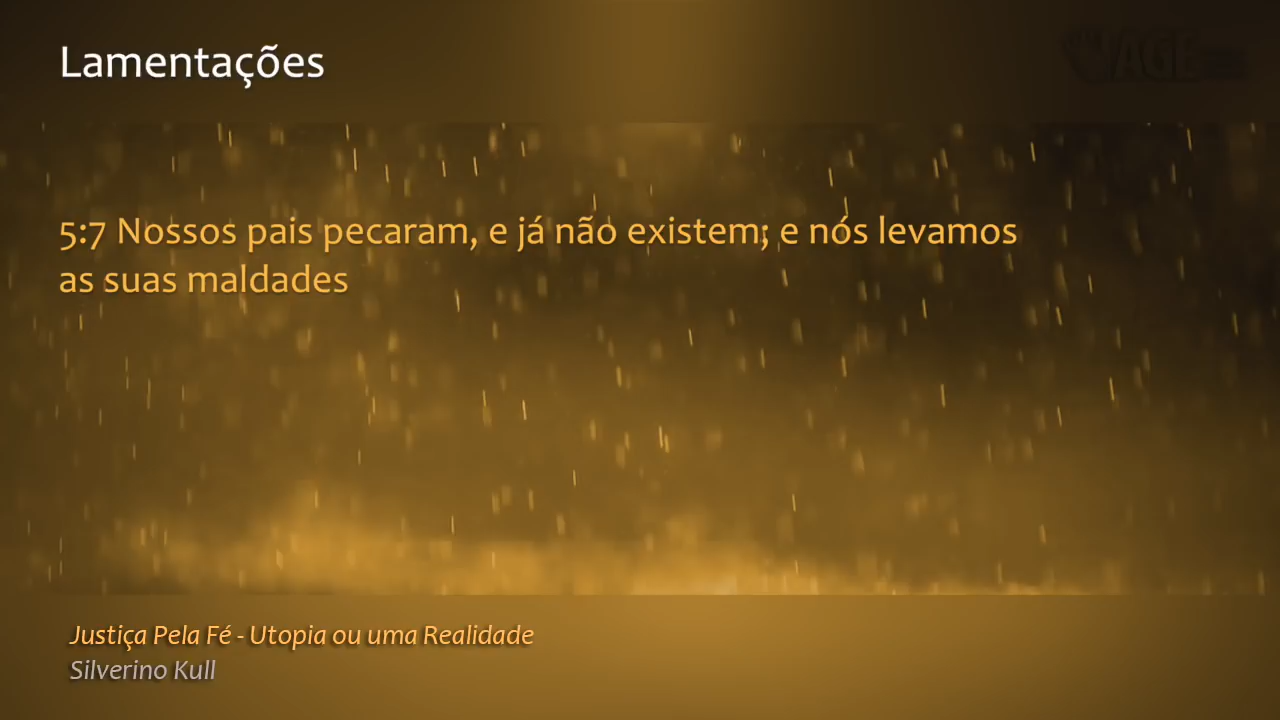 Lamentações
AGE
5:7 Nossos pais pecaram, e já não existem; e nós levamos
as suas maldades
Justiça Pela Fé - Utopia ou uma Realidade
Silverino Kull